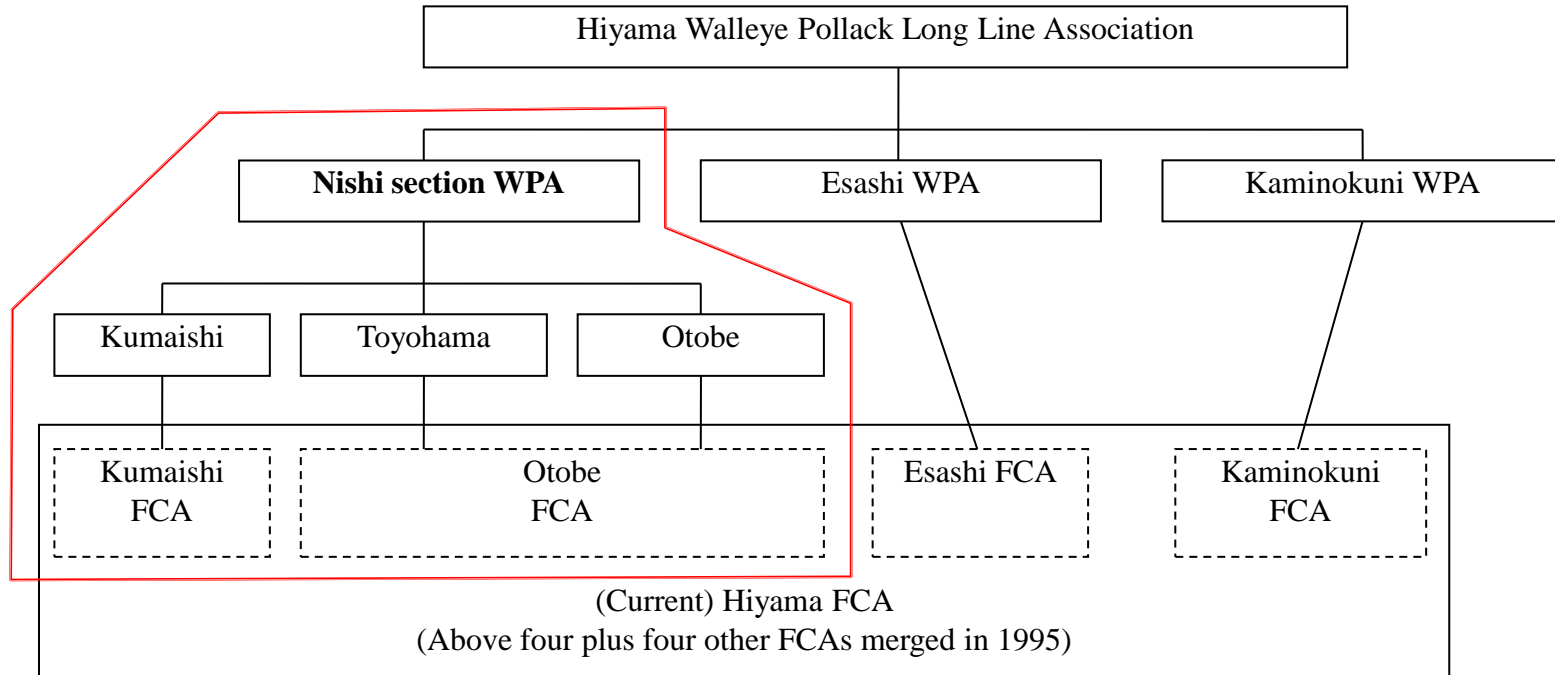 Hiyama Walleye Pollack Long Line Association
Nishi section WPA
Esashi WPA
Kaminokuni WPA
Kumaishi
Toyohama
Otobe
Kumaishi
FCA
Otobe
FCA
Esashi FCA
Kaminokuni
FCA
(Current) Hiyama FCA
(Above four plus four other FCAs merged in 1995)